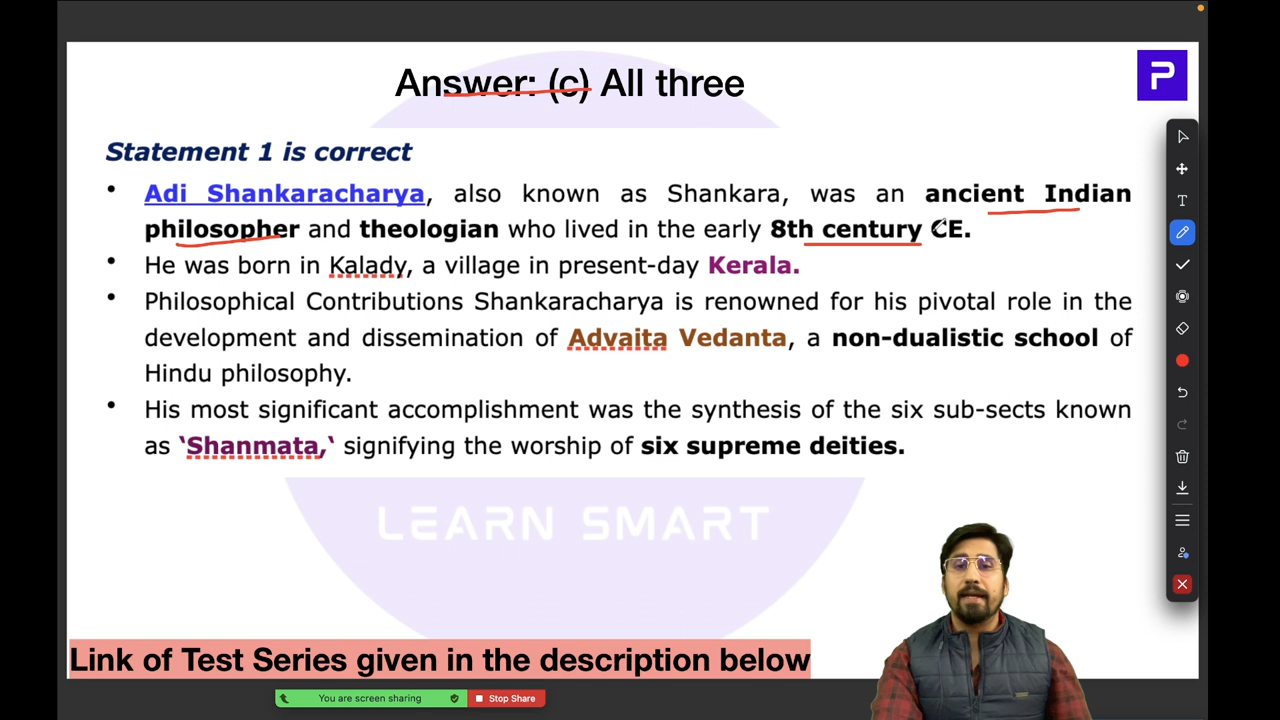 Answer: (c) All three
Statement 1 is correct
• Adi Shankaracharya, also known as Shankara, was an ancient Indian
philosopher and theologian who lived in the early 8th century CE.
• He was born in Kalady, a village in present-day Kerala.
• Philosophical Contributions Shankaracharya is renowned for his pivotal role in the
development and dissemination of Advaita Vedanta, a non-dualistic school of
Hindu philosophy.
• His most significant accomplishment was the synthesis of the six sub-sects known
as ‘Shanmata,‘ signifying the worship of six supreme deities.
LEARN SMART
Link of Test Series given in the description below
You are screen sharing
Stop Share
P
T